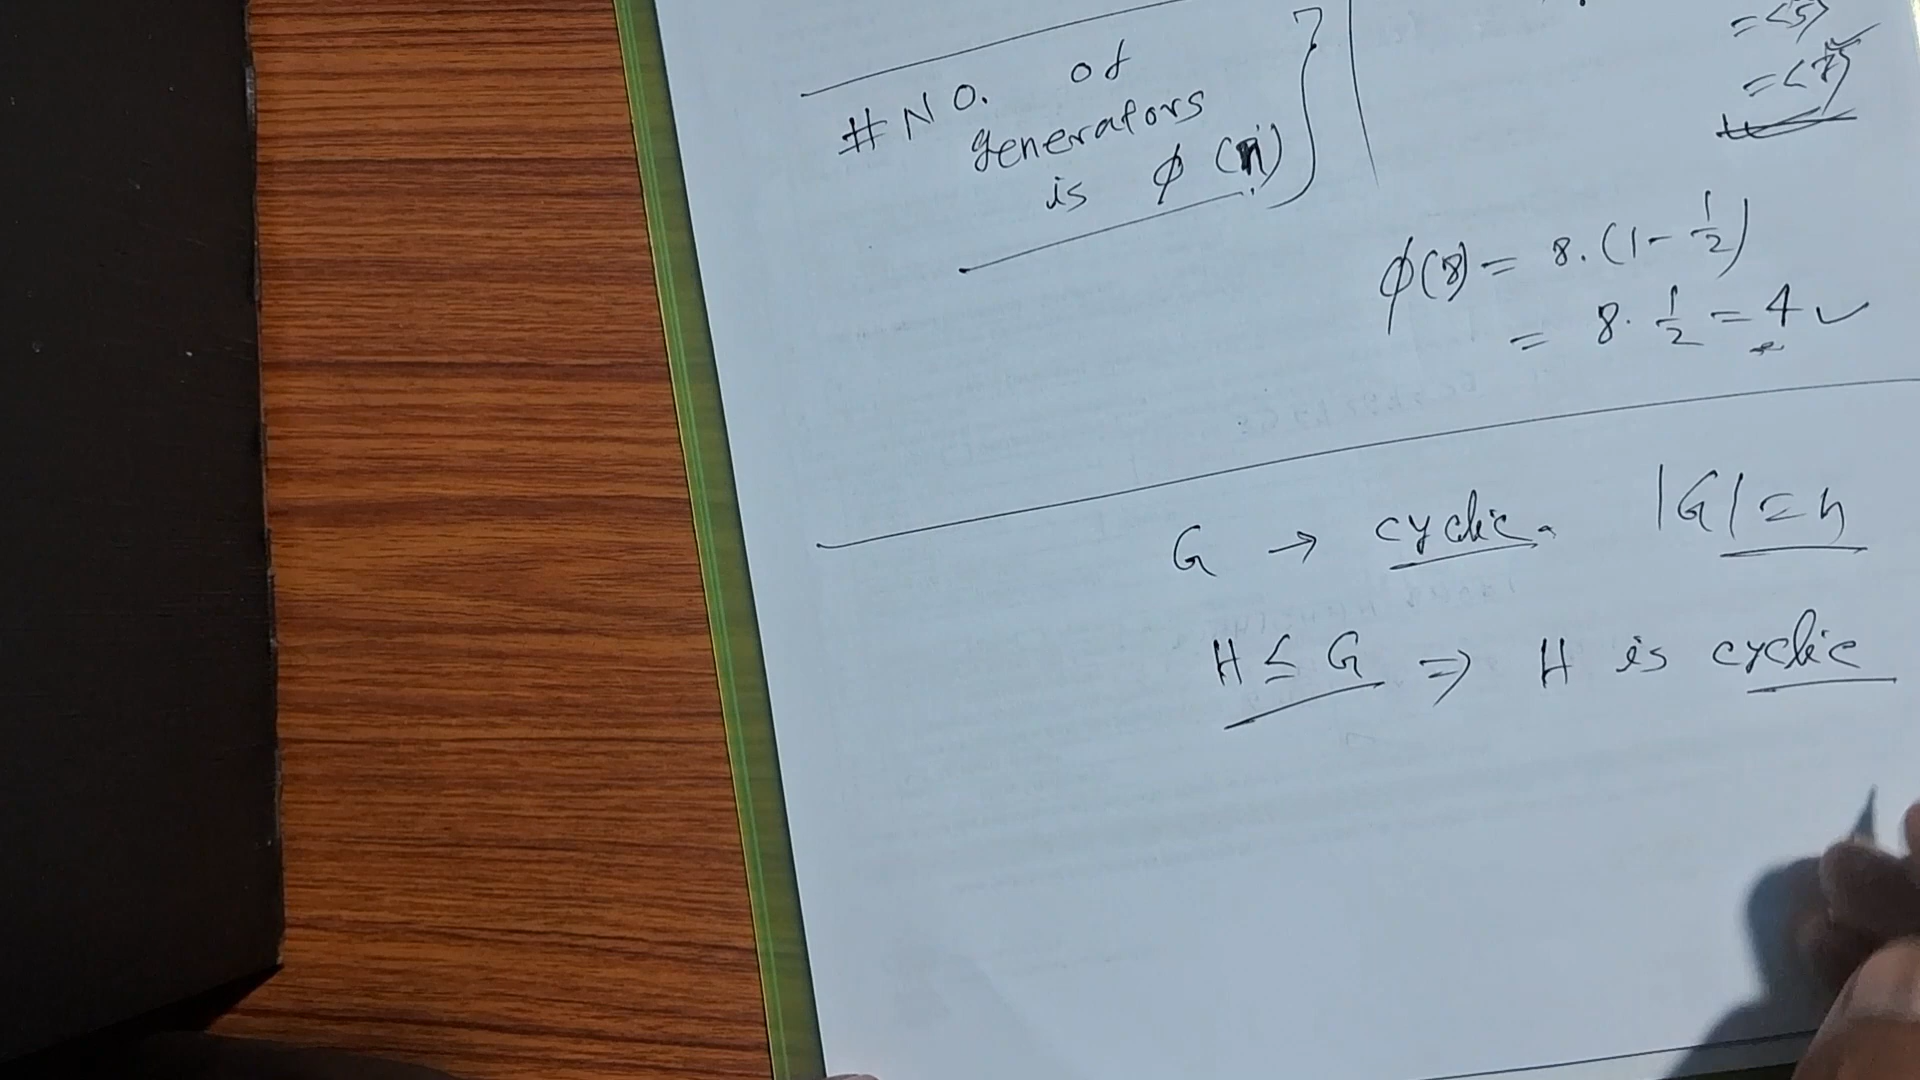 # NO. of
generators
is ϕ (n)
= <5>
= <7>
ϕ(8) = 8.(1-1/2)
= 8. 1/2 = 4 ✓
G → cyclic. |G| = n
H ≤ G ⇒ H is cyclic